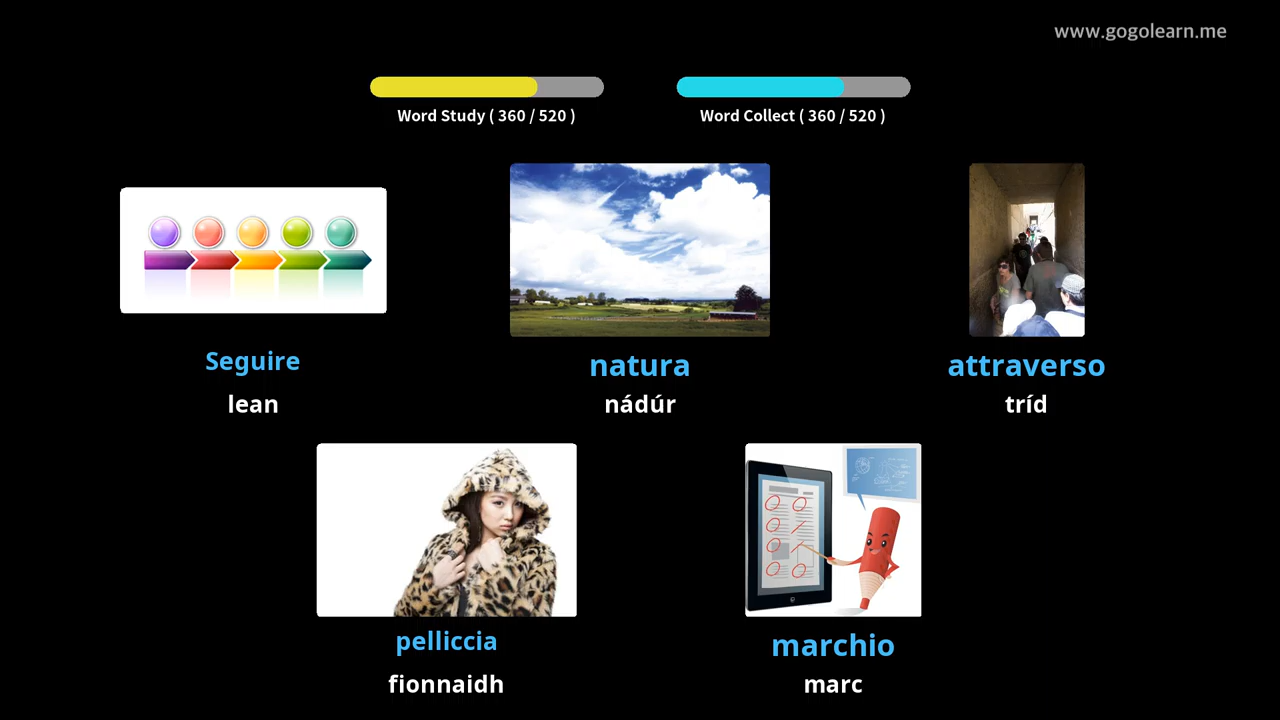 www.gogolearn.me
Word Study ( 360 / 520 )
Word Collect ( 360 / 520 )
Seguire
lean
natura
nádúr
attraverso
tríd
pelliccia
fionnaidh
marchio
marc